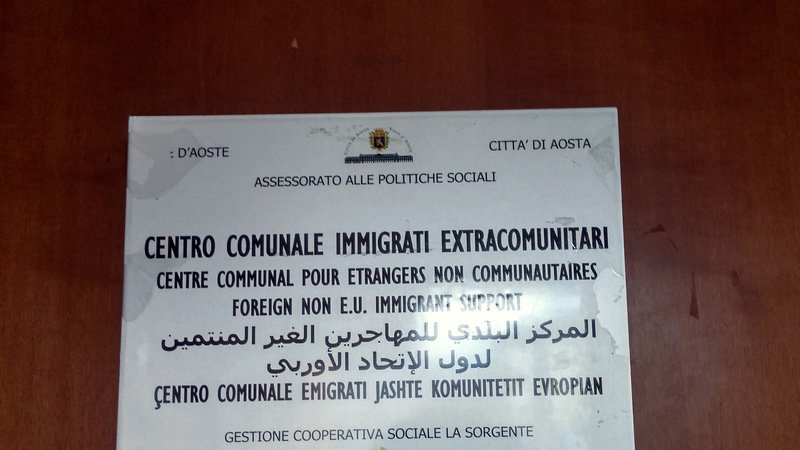 : D'AOSTE CITTA' DI AOSTA
ASSESSORATO ALLE POLITICHE SOCIALI
CENTRO COMUNALE IMMIGRATI EXTRACOMUNITARI
CENTRE COMMUNAL POUR ETRANGERS NON COMMUNAUTAIRES
FOREIGN NON E.U. IMMIGRANT SUPPORT
المركز البلدي للمهاجرين الغير المنتمين
لدول الإتحاد الأوربي
ÇENTRO COMUNALE EMIGRATI JASHTE KOMUNITETIT EVROPIAN
GESTIONE COOPERATIVA SOCIALE LA SORGENTE